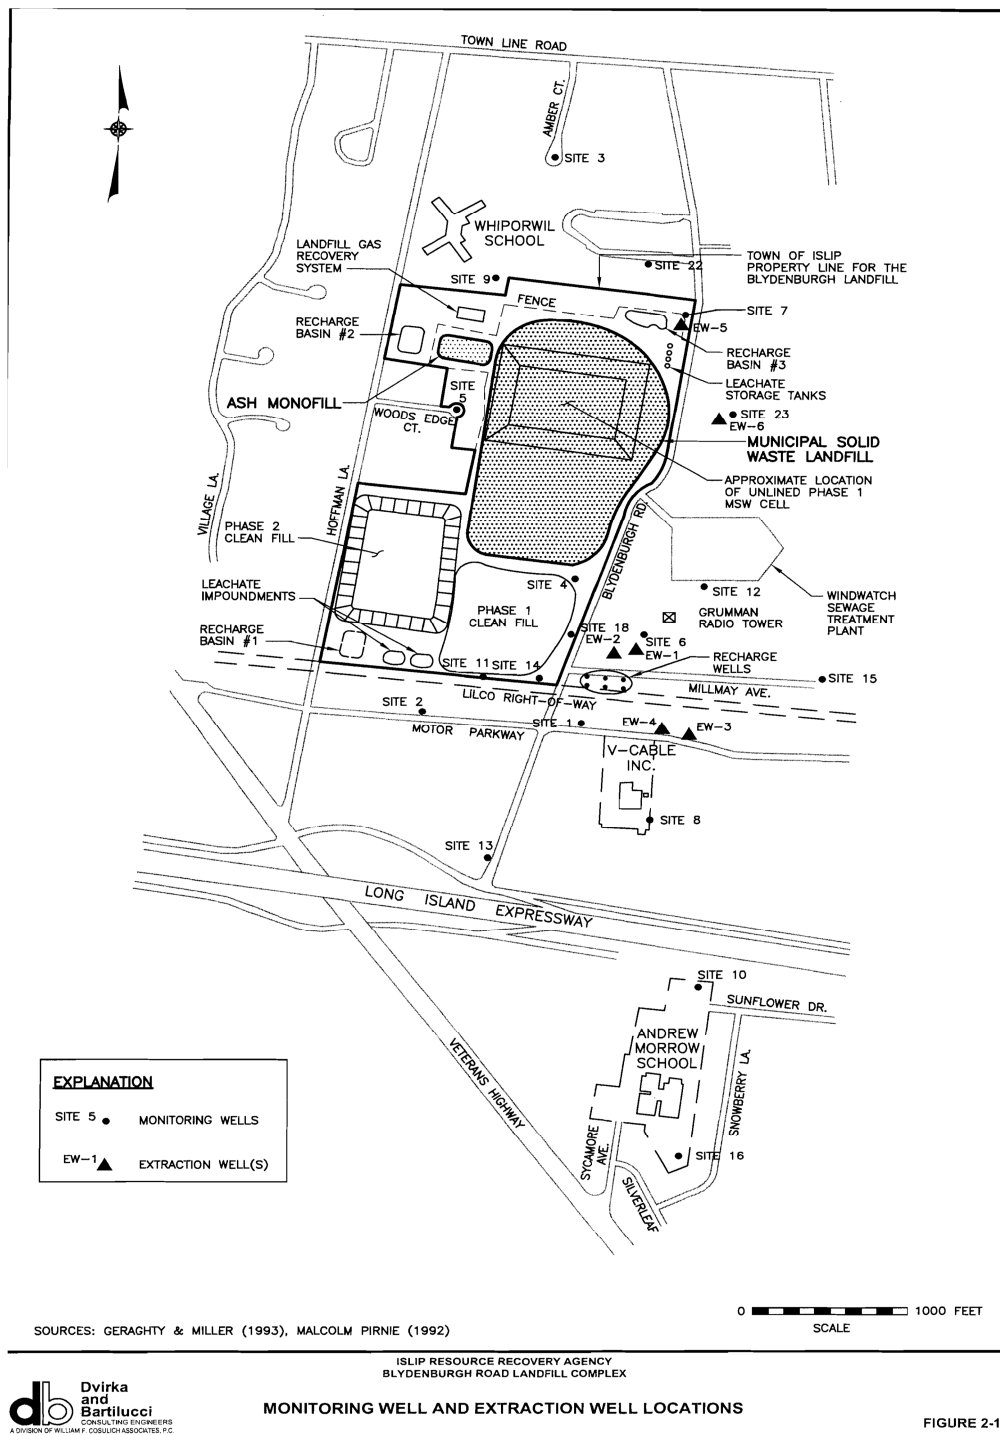 TOWN LINE ROAD
AMBER CT.
SITE 3
WHIPORWIL
SCHOOL
LANDFILL GAS
RECOVERY
SYSTEM
SITE 9
SITE 22
TOWN OF ISLIP
PROPERTY LINE FOR THE
BLYDENBURGH LANDFILL
FENCE
SITE 7
EW-5
RECHARGE
BASIN #2
RECHARGE
BASIN #3
LEACHATE
STORAGE TANKS
SITE
5
ASH MONOFILL
WOODS EDGE
CT.
SITE 23
EW-6
MUNICIPAL SOLID
WASTE LANDFILL
APPROXIMATE LOCATION
OF UNLINED PHASE 1
MSW CELL
VILLAGE LA.
HOFFMAN LA.
BLYDENBURGH RD.
PHASE 2
CLEAN FILL
LEACHATE
IMPOUNDMENTS
SITE 4
SITE 12
PHASE 1
CLEAN FILL
GRUMMAN
RADIO TOWER
WINDWATCH
SEWAGE
TREATMENT
PLANT
RECHARGE
BASIN #1
SITE 18
EW-2
SITE 6
EW-1
RECHARGE
WELLS
SITE 11
SITE 14
SITE 15
MILLMAY AVE.
LILCO RIGHT-OF-WAY
SITE 2
SITE 1
EW-4
EW-3
MOTOR PARKWAY
V-CABLE
INC.
SITE 8
SITE 13
LONG ISLAND EXPRESSWAY
SITE 10
SUNFLOWER DR.
ANDREW
MORROW
SCHOOL
VETERANS HIGHWAY
SNOWBERRY LA.
SYCAMORE
AVE.
SITE 16
SILVERLEAF
EXPLANATION
SITE 5
MONITORING WELLS
EW-1
EXTRACTION WELL(S)
0
1000 FEET
SCALE
SOURCES: GERAGHTY & MILLER (1993), MALCOLM PIRNIE (1992)
ISLIP RESOURCE RECOVERY AGENCY
BLYDENBURGH ROAD LANDFILL COMPLEX
db
Dvirka
and
Bartilucci
CONSULTING ENGINEERS
A DIVISION OF WILLIAM F. COSULICH ASSOCIATES, P.C.
MONITORING WELL AND EXTRACTION WELL LOCATIONS
FIGURE 2-1